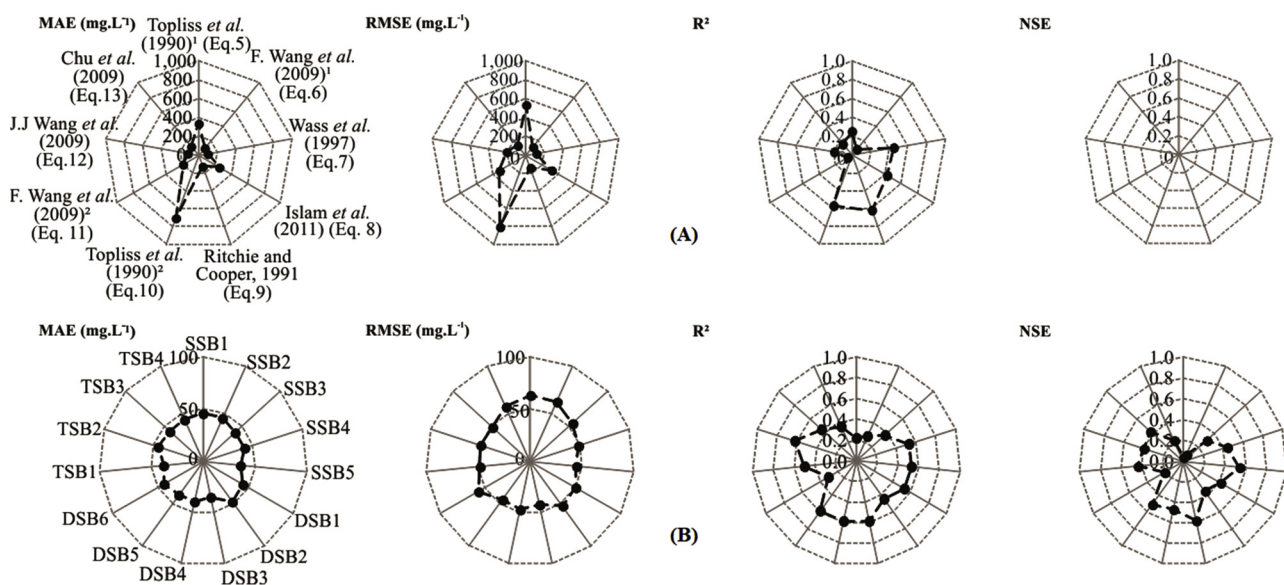 MAE (mg.L⁻¹)
Topliss et al.
(1990)¹ (Eq.5)
F. Wang et al.
(2009)¹
(Eq.6)
Wass et al.
(1997)
(Eq.7)
Islam et al.
(2011) (Eq. 8)
Ritchie and
Cooper, 1991
(Eq.9)
Topliss et al.
(1990)²
(Eq.10)
F. Wang et al.
(2009)²
(Eq. 11)
J.J Wang et al.
(2009)
(Eq.12)
Chu et al.
(2009)
(Eq.13)
1,000
800
600
400
200
0
RMSE (mg.L⁻¹)
1,000
800
600
400
200
0
R²
1.0
0.8
0.6
0.4
0.2
0.0
NSE
1.0
0.8
0.6
0.4
0.2
0.0
(A)
MAE (mg.L⁻¹)
SSB1
SSB2
SSB3
SSB4
SSB5
DSB1
DSB2
DSB3
DSB4
DSB5
DSB6
TSB1
TSB2
TSB3
TSB4
100
50
0
RMSE (mg.L⁻¹)
100
50
0
R²
1.0
0.8
0.6
0.4
0.2
0.0
NSE
1.0
0.8
0.6
0.4
0.2
0.0
(B)